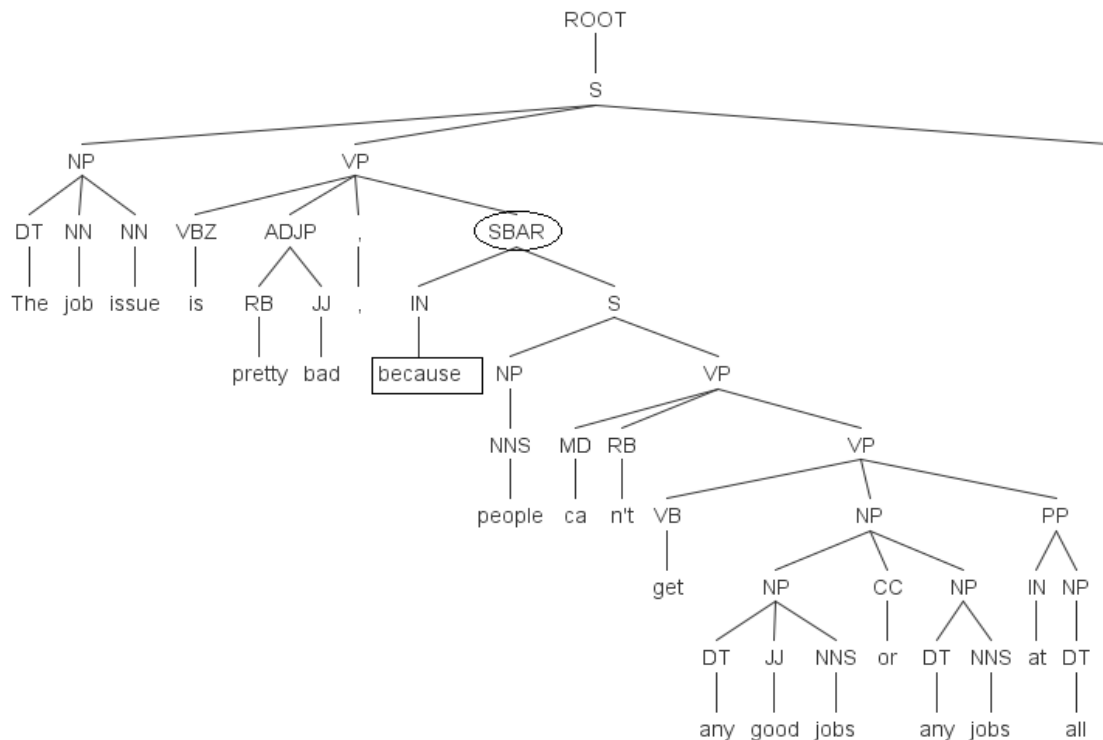 ROOT
S
NP VP
DT NN NN VBZ ADJP , SBAR
The job issue is RB JJ , IN S
pretty bad because NP VP
NNS MD RB VP
people ca n't VB NP PP
get NP CC NP IN NP
DT JJ NNS or DT NNS at DT
any good jobs any jobs all